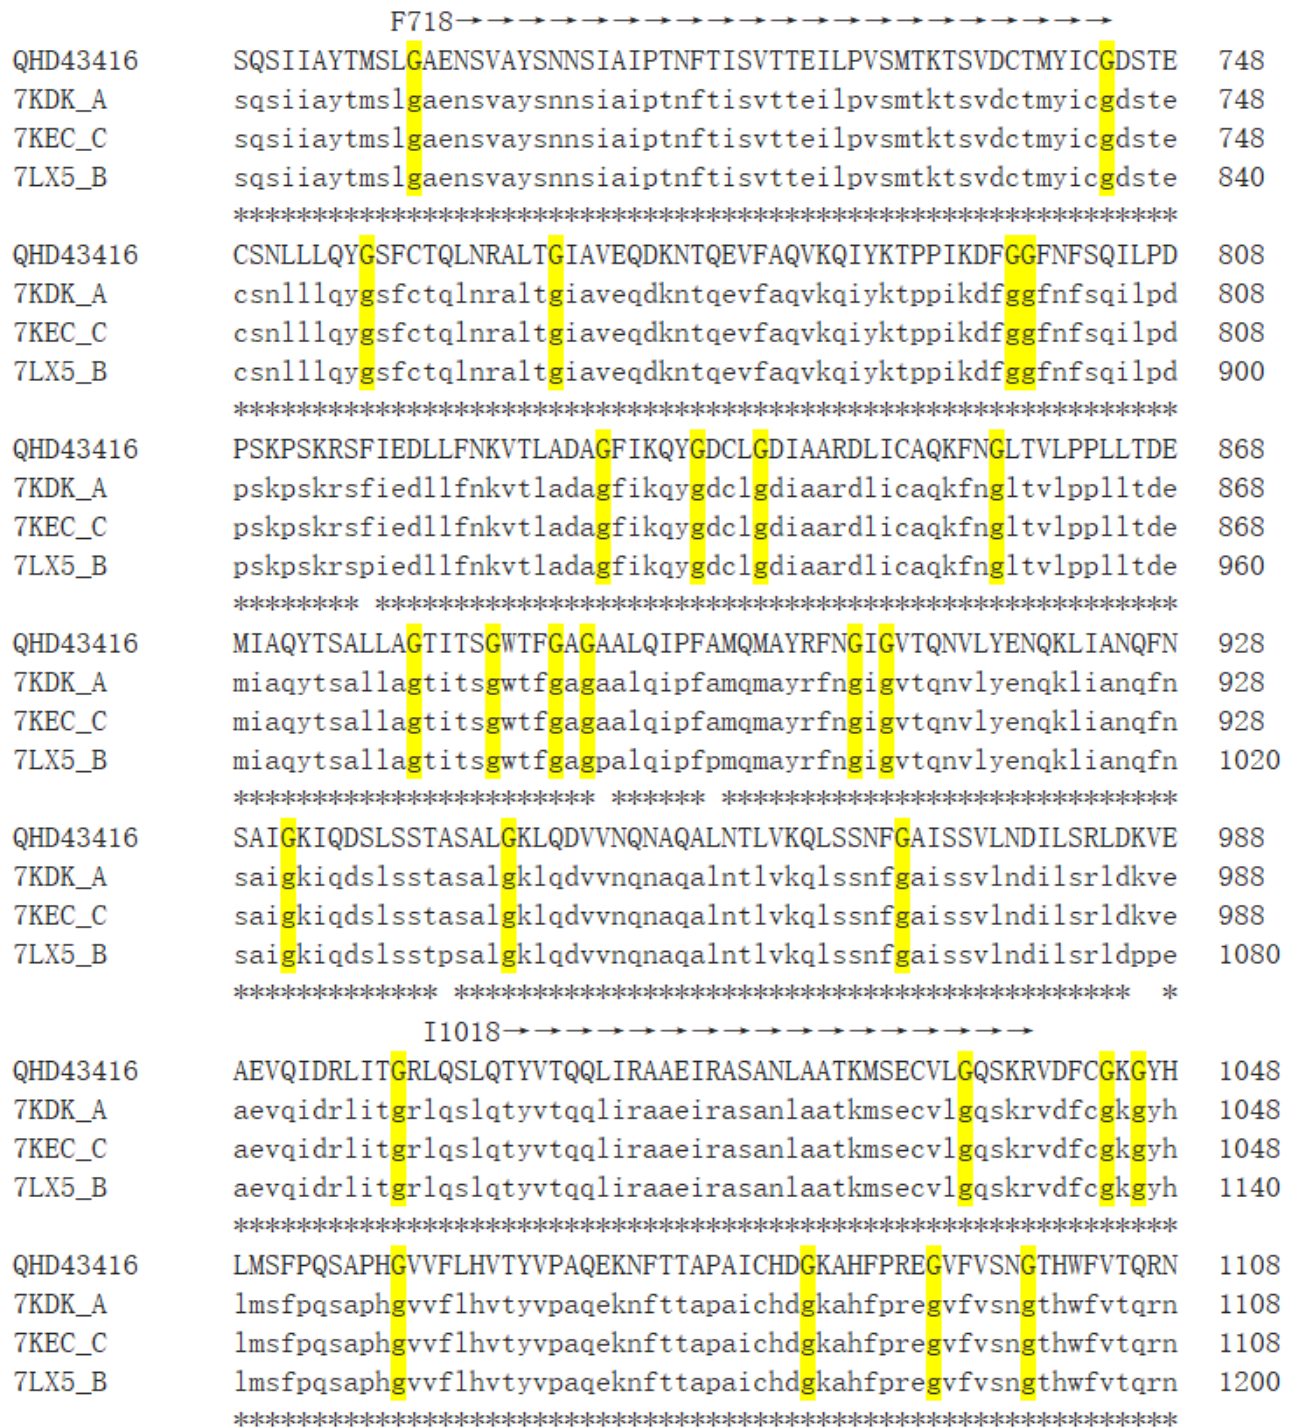 F718→→→→→→→→→→→→→→→→→→→→→
QHD43416 SQSIIAYTMSLGAENSVAYSNNSIAIPTNFTISVTTEILPVSMTKTSVDCTMYICGDSTE 748
7KDK_A sqsiiaytmslgaensvaysnnsiaiptnftisvtteilpvsmtktsvdctmyicgdste 748
7KEC_C sqsiiaytmslgaensvaysnnsiaiptnftisvtteilpvsmtktsvdctmyicgdste 748
7LX5_B sqsiiaytmslgaensvaysnnsiaiptnftisvtteilpvsmtktsvdctmyicgdste 840
************************************************************
QHD43416 CSNLLLQYGSFCTQLNRALTGIAVEQDKNTQEVFAQVKQIYKTPPIKDFGGFNFSQILPD 808
7KDK_A csnlllqygsfctqlnraltgiaveqdkntqevfaqvkqiyktppikdfggfnfsqilpd 808
7KEC_C csnlllqygsfctqlnraltgiaveqdkntqevfaqvkqiyktppikdfggfnfsqilpd 808
7LX5_B csnlllqygsfctqlnraltgiaveqdkntqevfaqvkqiyktppikdfggfnfsqilpd 900
************************************************************
QHD43416 PSKPSKRSFIEDLLFNKVTLADAGFIKQYGDCLGDIAARDLICAQKFNGLTVLPPLLTDE 868
7KDK_A pskpskrsfiedllfnkvtladagfikqygdclgdiaardlicaqkfngltvlpplltde 868
7KEC_C pskpskrsfiedllfnkvtladagfikqygdclgdiaardlicaqkfngltvlpplltde 868
7LX5_B pskpskrspiedllfnkvtladagfikqygdclgdiaardlicaqkfngltvlpplltde 960
******** ***************************************************
QHD43416 MIAQYTSALLAGTITSGWTFGAGAALQIPFAMQMAYRFNGIGVTQNVLYENQKLIANQFN 928
7KDK_A miaqytsallagtitsgwtfgagaalqipfamqmayrfngigvtqnvlyenqklianqfn 928
7KEC_C miaqytsallagtitsgwtfgagaalqipfamqmayrfngigvtqnvlyenqklianqfn 928
7LX5_B miaqytsallagtitsgwtfgagpalqipfpmqmayrfngigvtqnvlyenqklianqfn 1020
*********************** ****** *****************************
QHD43416 SAIGKIQDSLSSTASALGKLQDVVNQNAQALNTLVKQLSSNFGAISSVLNDILSRLDKVE 988
7KDK_A saigkiqdslsstasalgklqdvvnqnaqalntlvkqlssnfgaissvlndilsrldkve 988
7KEC_C saigkiqdslsstasalgklqdvvnqnaqalntlvkqlssnfgaissvlndilsrldkve 988
7LX5_B saigkiqdslsstpsalgklqdvvnqnaqalntlvkqlssnfgaissvlndilsrldppe 1080
************* *******************************************  *
I1018→→→→→→→→→→→→→→→→→
QHD43416 AEVQIDRLITGRLQSLQTYVTQQLIRAAEIRASANLAATKMSECVLGQSKRVDFCGKGYH 1048
7KDK_A aevqidrlitgrlqslqtyvtqqliraaeirasanlaatkmsecvlgqskrvdfcgkgyh 1048
7KEC_C aevqidrlitgrlqslqtyvtqqliraaeirasanlaatkmsecvlgqskrvdfcgkgyh 1048
7LX5_B aevqidrlitgrlqslqtyvtqqliraaeirasanlaatkmsecvlgqskrvdfcgkgyh 1140
************************************************************
QHD43416 LMSFPQSAPHGVVFLHVTYVPAQEKNFTTAPAICHDGKAHFPREGVFVSNGTHWFVTQRN 1108
7KDK_A lmsfpqsaphgvvflhvtyvpaqeknfttapaichdgkahfpregvfvsngthwfvtqrn 1108
7KEC_C lmsfpqsaphgvvflhvtyvpaqeknfttapaichdgkahfpregvfvsngthwfvtqrn 1108
7LX5_B lmsfpqsaphgvvflhvtyvpaqeknfttapaichdgkahfpregvfvsngthwfvtqrn 1200
************************************************************